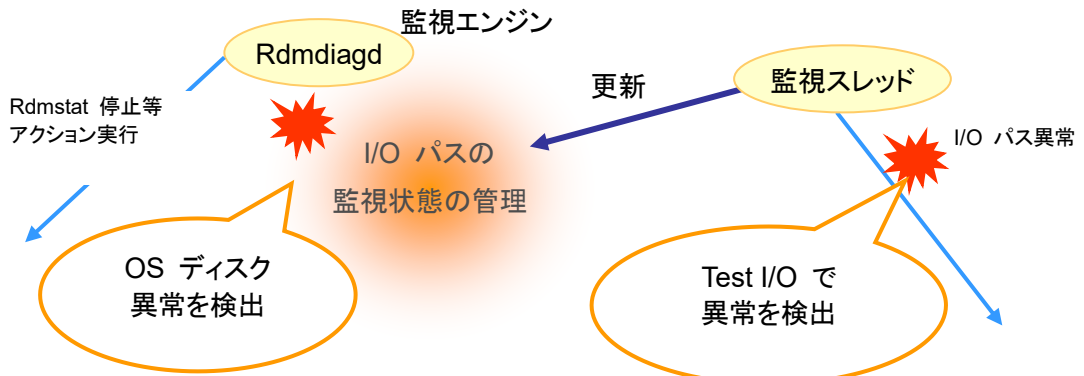 監視エンジン
Rdmdiagd
監視スレッド
更新
Rdmstat 停止等
アクション実行
I/O パス異常
I/O パスの
監視状態の管理
OS ディスク
異常を検出
Test I/O で
異常を検出